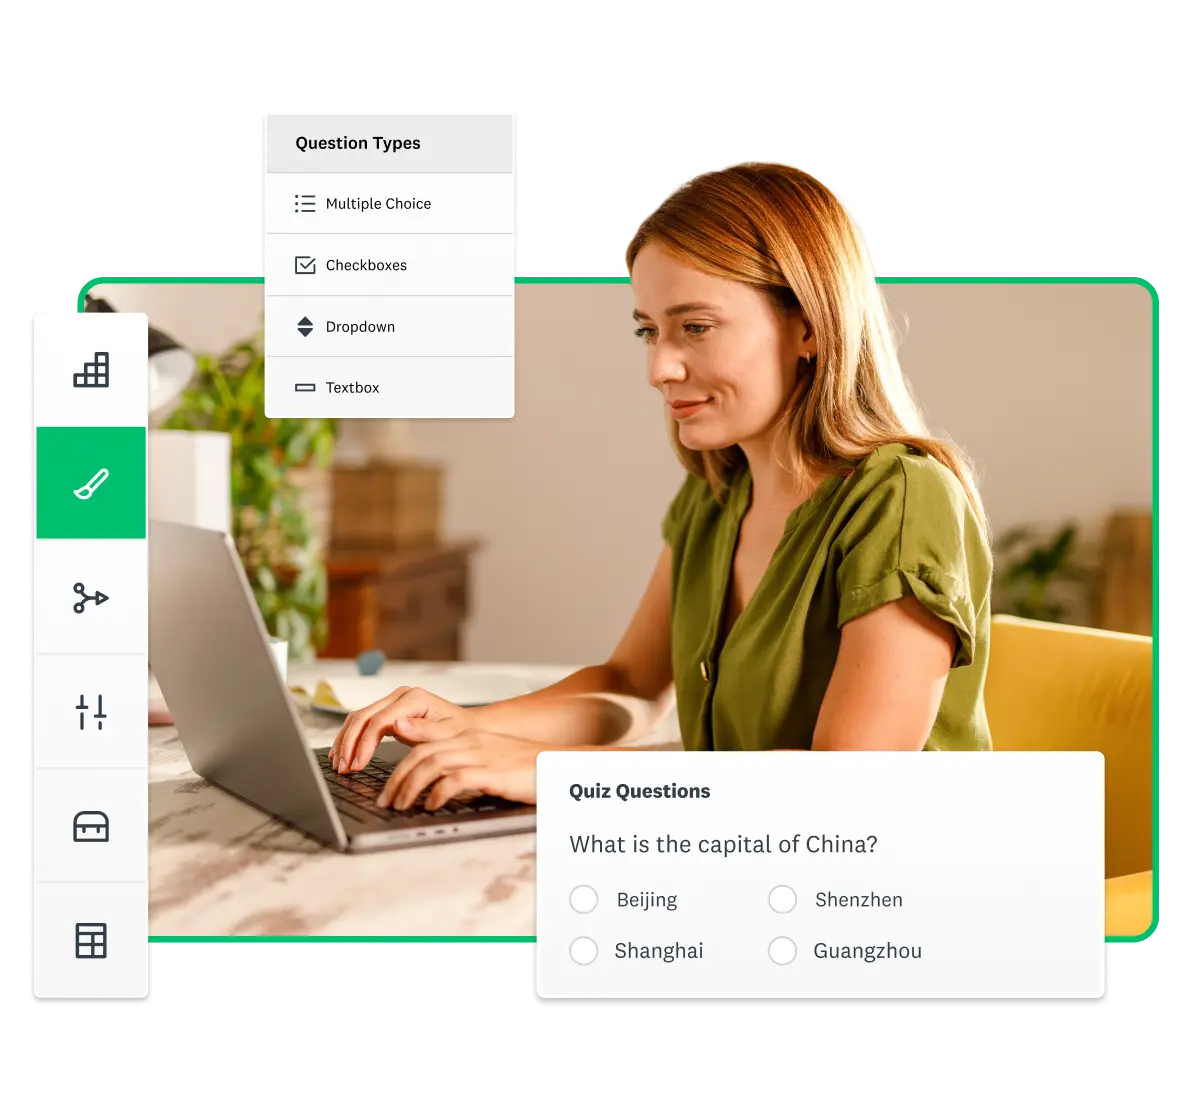 Question Types
Multiple Choice
Checkboxes
Dropdown
Textbox
Quiz Questions
What is the capital of China?
Beijing
Shenzhen
Shanghai
Guangzhou